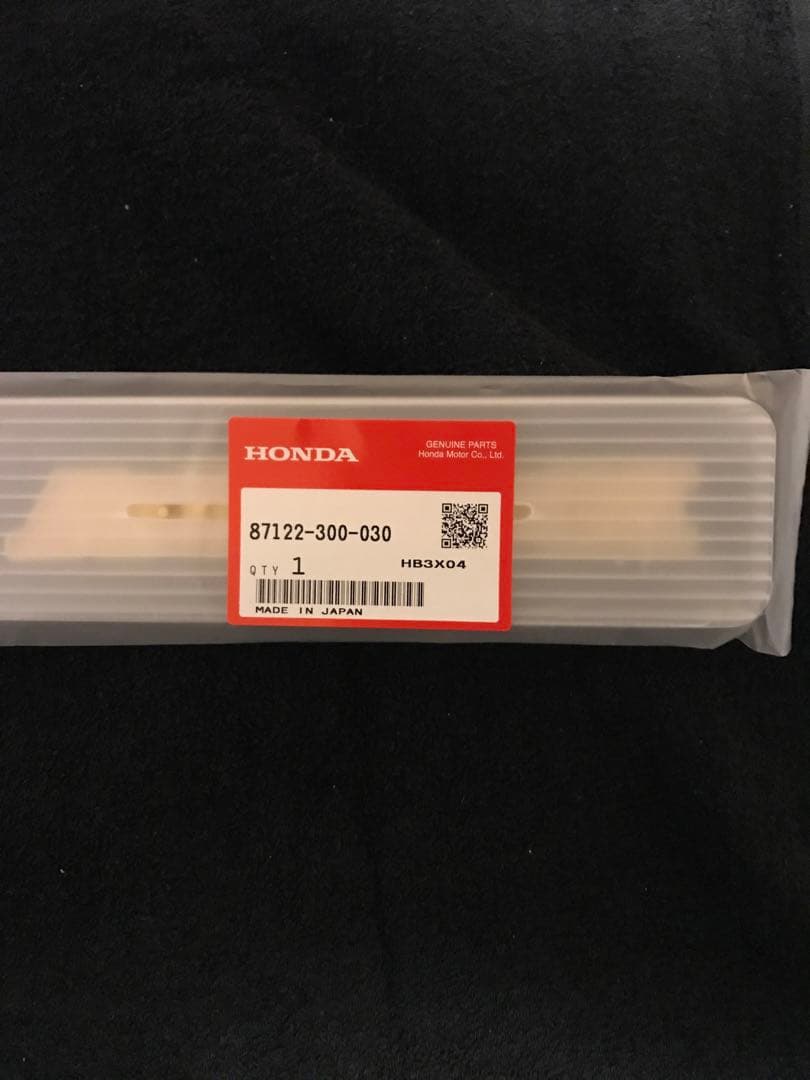 HONDA
GENUINE PARTS
Honda Motor Co., Ltd.
87122-300-030
QTY 1
HB3X04
MADE IN JAPAN